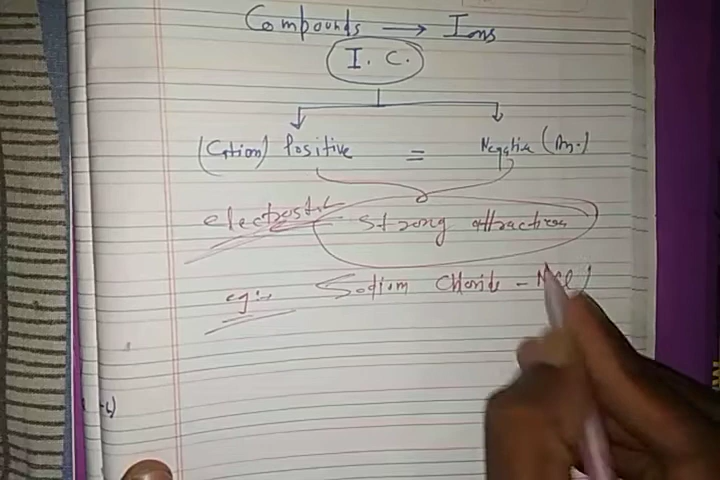 Compounds → Ions
I. C.
(Cation) Positive = Negative (An-)
electrostatic strong attraction
eg:- Sodium Chloride - NaCl